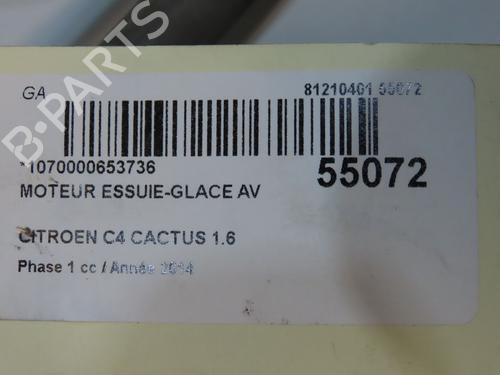 GA
81210401 55072
*1070000653736
55072
MOTEUR ESSUIE-GLACE AV
CITROEN C4 CACTUS 1.6
Phase 1 cc / Année 2014
B-PARTS